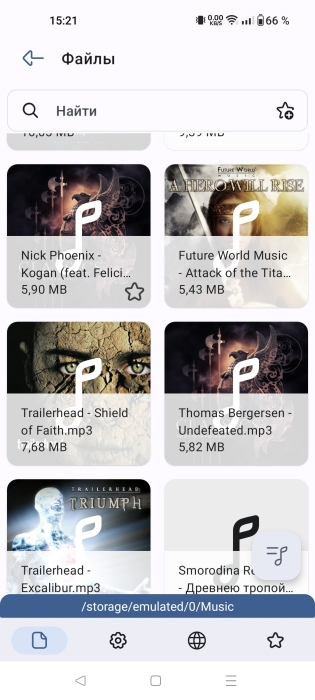 15:21
0.00
KB/S
66 %
Файлы
Найти
Nick Phoenix -
Kogan (feat. Felici...
5,90 MB
FUTURE WORLD
MUSIC
A HERO WILL RISE
Future World Music
- Attack of the Tita...
5,43 MB
Trailerhead - Shield
of Faith.mp3
7,68 MB
Thomas Bergersen -
Undefeated.mp3
5,82 MB
TRAILERHEAD:
TRIUMPH
Trailerhead -
Excalibur.mp3
Smorodina Re
- Древнею тропой...
/storage/emulated/0/Music